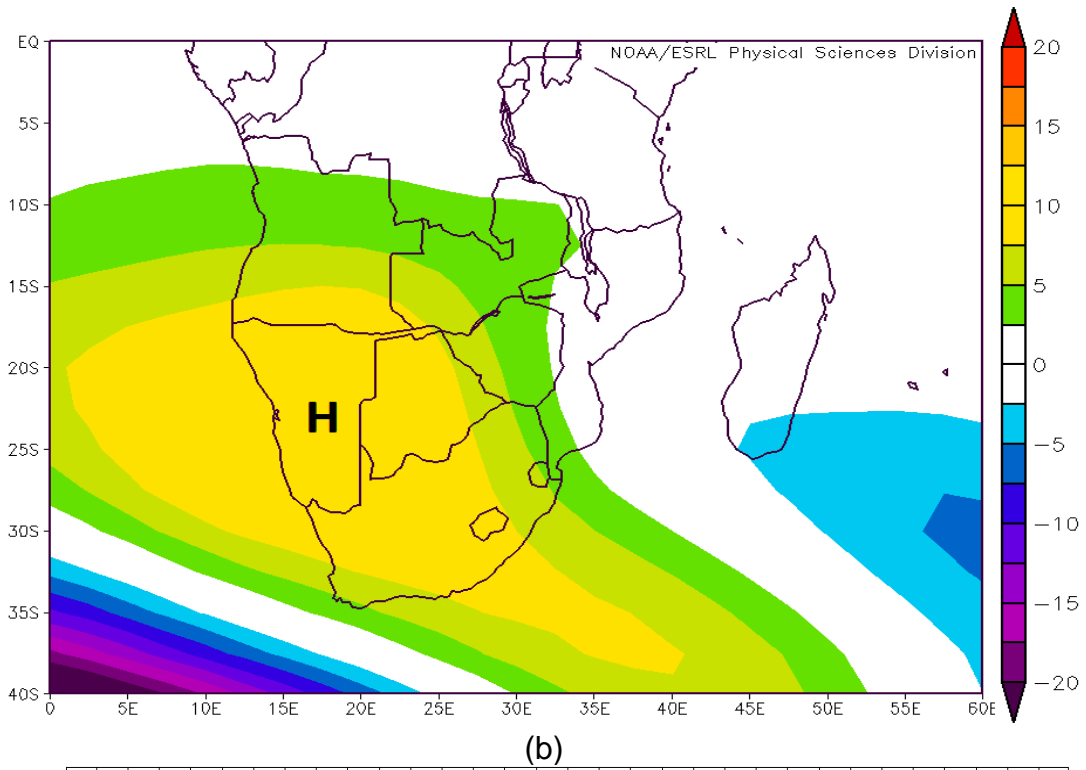 NOAA/ESRL Physical Sciences Division
EQ
5S
10S
15S
20S
25S
30S
35S
40S
H
0 5E 10E 15E 20E 25E 30E 35E 40E 45E 50E 55E 60E
20
15
10
5
0
−5
−10
−15
−20
(b)